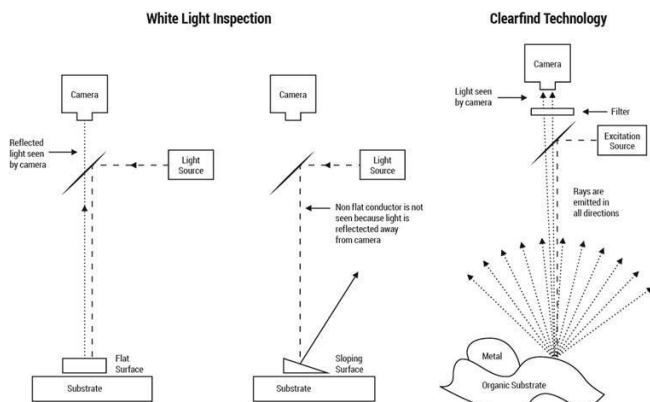 White Light Inspection
Camera
Reflected
light seen
by camera
Light
Source
Flat
Surface
Substrate
Camera
Light
Source
Non flat conductor is not
seen because light is
reflectected away
from camera
Sloping
Surface
Substrate
Clearfind Technology
Camera
Light seen
by camera
Filter
Excitation
Source
Rays are
emitted in
all directions
Metal
Organic Substrate